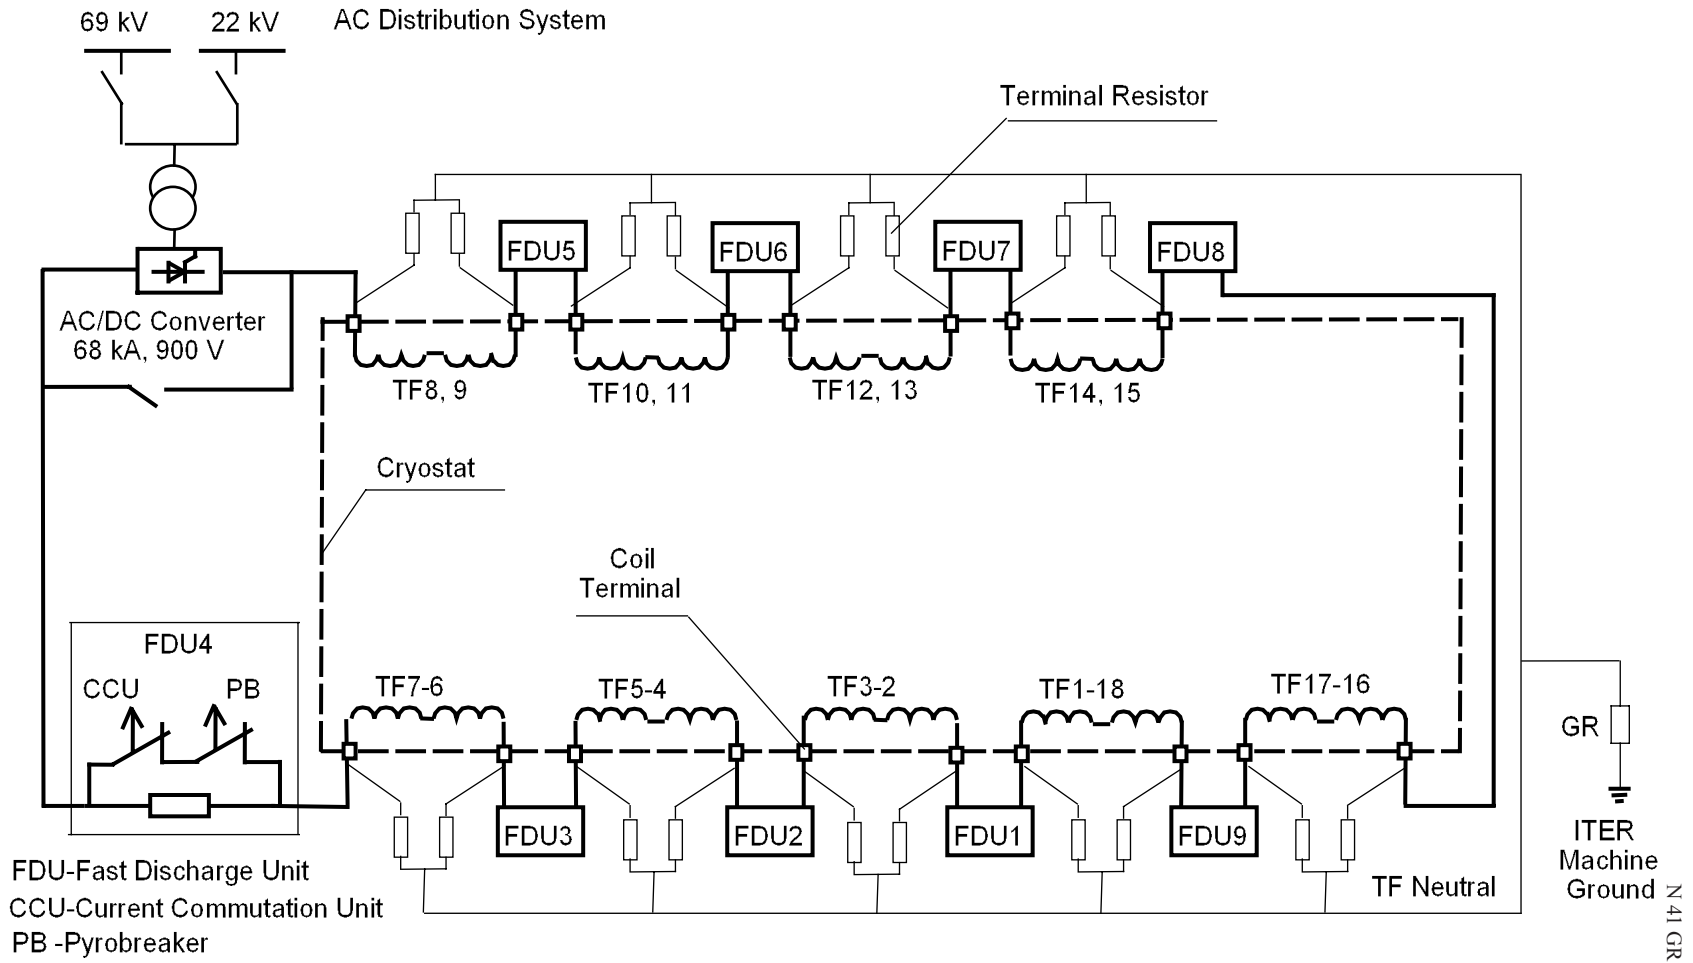 69 kV
22 kV
AC Distribution System
Terminal Resistor
FDU5
FDU6
FDU7
FDU8
AC/DC Converter
68 kA, 900 V
TF8, 9
TF10, 11
TF12, 13
TF14, 15
Cryostat
Coil
Terminal
FDU4
CCU
PB
TF7-6
TF5-4
TF3-2
TF1-18
TF17-16
GR
FDU3
FDU2
FDU1
FDU9
ITER
Machine
Ground
TF Neutral
FDU-Fast Discharge Unit
CCU-Current Commutation Unit
PB -Pyrobreaker
N 41 GR